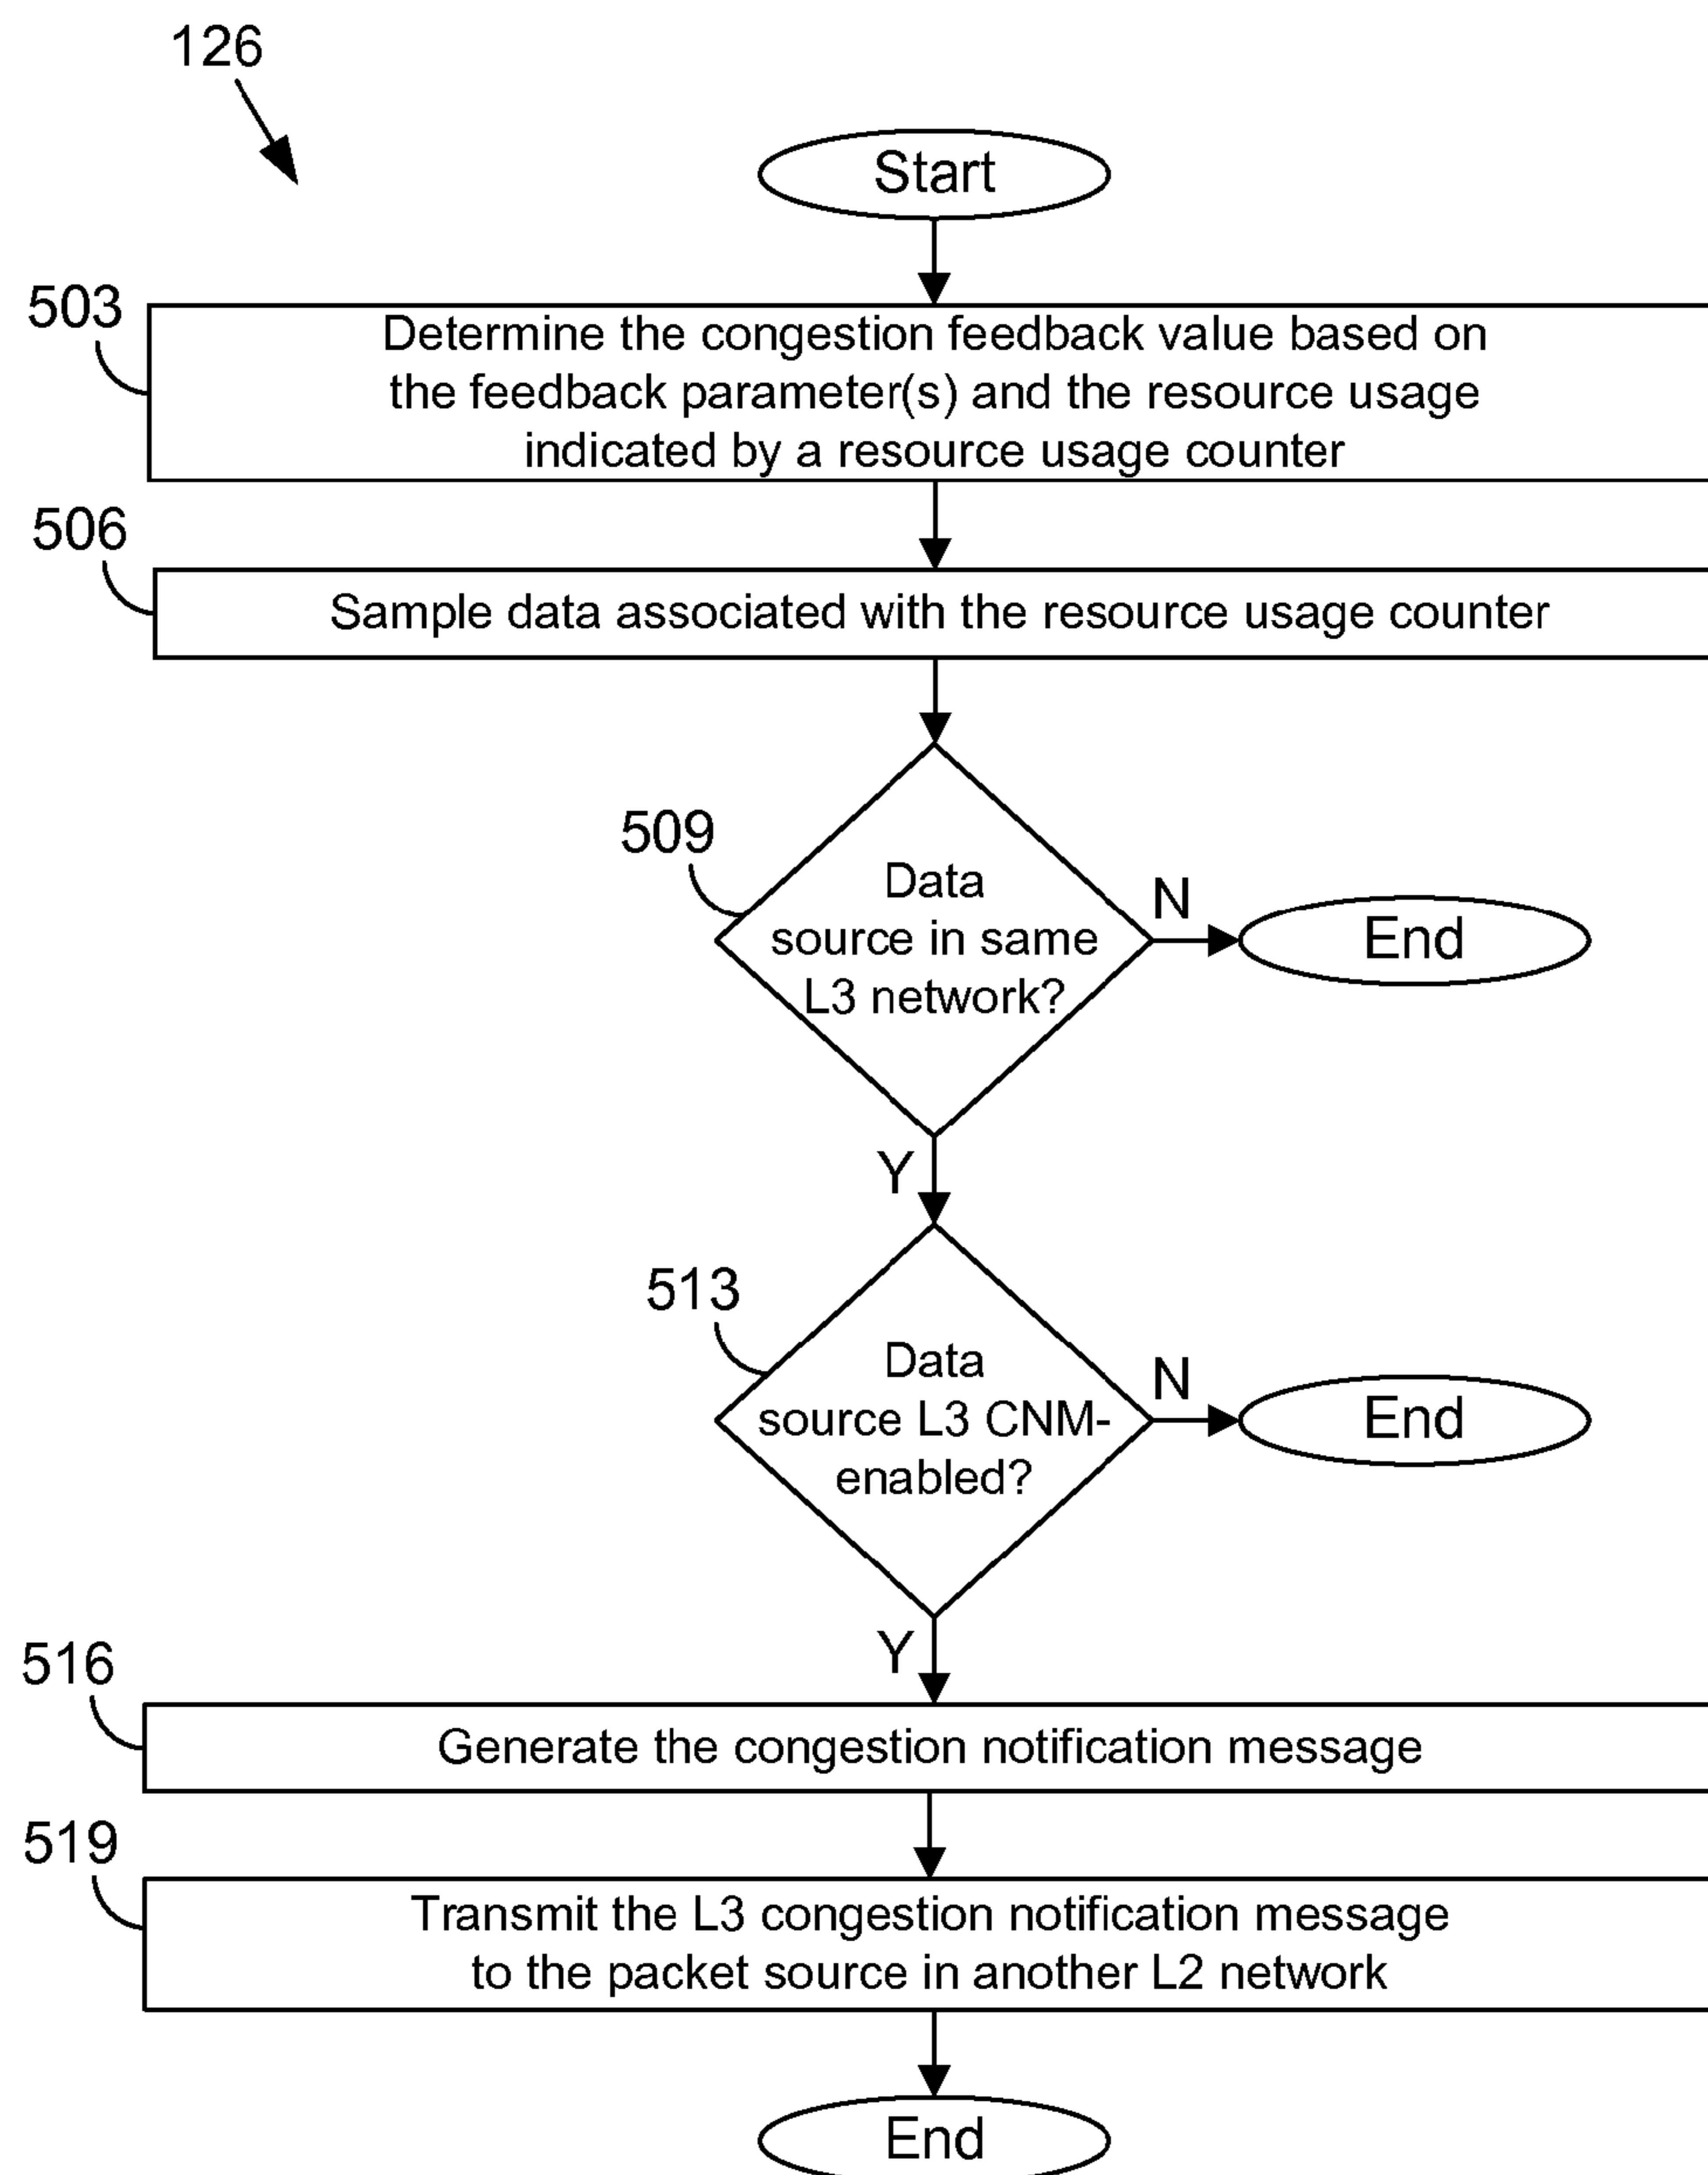 126
Start
503
Determine the congestion feedback value based on
the feedback parameter(s) and the resource usage
indicated by a resource usage counter
506
Sample data associated with the resource usage counter
509
Data
source in same
L3 network?
N
End
Y
513
Data
source L3 CNM-
enabled?
N
End
Y
516
Generate the congestion notification message
519
Transmit the L3 congestion notification message
to the packet source in another L2 network
End